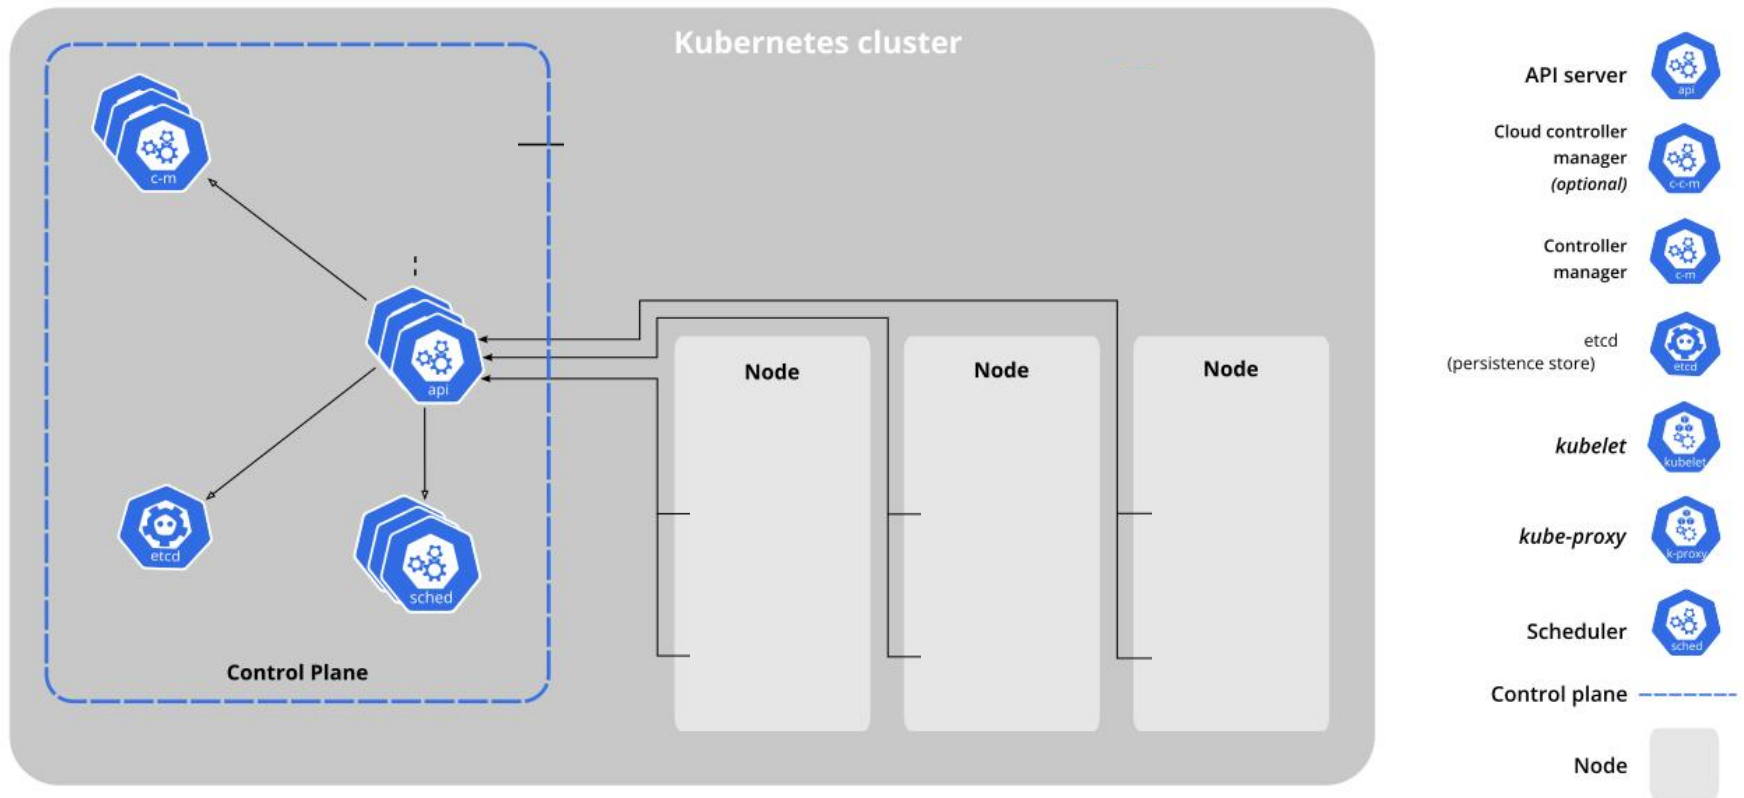 Kubernetes cluster
c-m
api
etcd
sched
Control Plane
Node
Node
Node
API server
api
Cloud controller
manager
(optional)
c-c-m
Controller
manager
c-m
etcd
(persistence store)
etcd
kubelet
kubelet
kube-proxy
k-proxy
Scheduler
sched
Control plane
Node